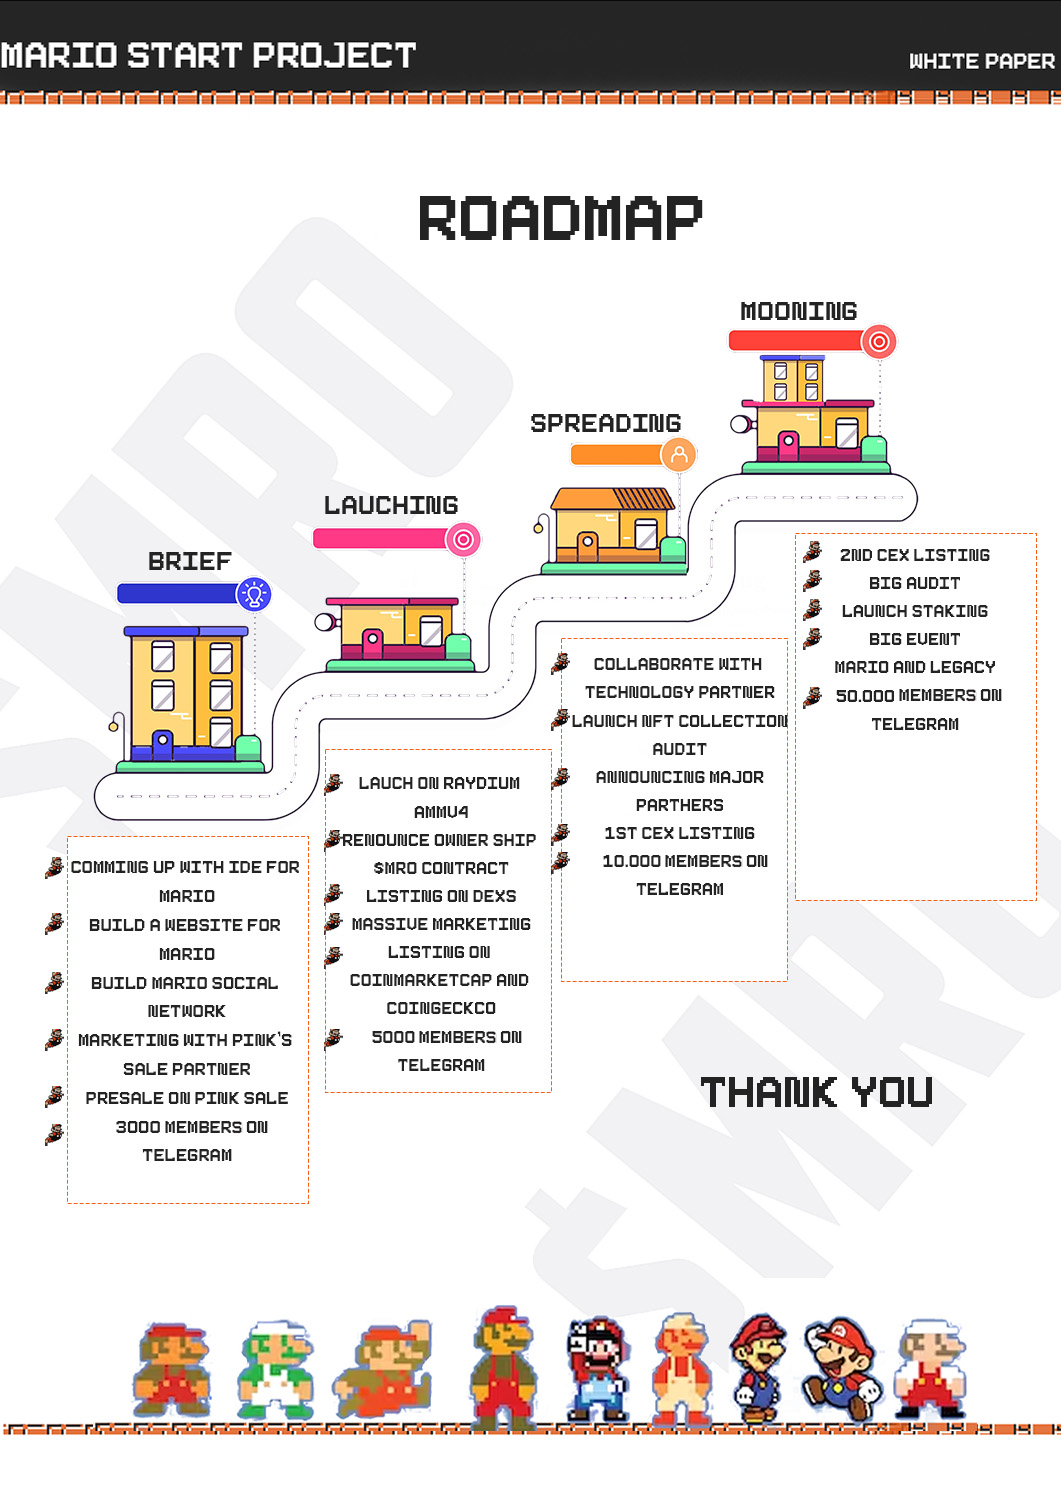 MARIO START PROJECT
WHITE PAPER
ROADMAP
BRIEF
COMMING UP WITH IDE FOR
MARIO
BUILD A WEBSITE FOR
MARIO
BUILD MARIO SOCIAL
NETWORK
MARKETING WITH PINK'S
SALE PARTNER
PRESALE ON PINK SALE
3000 MEMBERS ON
TELEGRAM
LAUCHING
LAUCH ON RAYDIUM
AMMV4
RENOUNCE OWNER SHIP
$MRO CONTRACT
LISTING ON DEXS
MASSIVE MARKETING
LISTING ON
COINMARKETCAP AND
COINGECKCO
5000 MEMBERS ON
TELEGRAM
SPREADING
COLLABORATE WITH
TECHNOLOGY PARTNER
LAUNCH NFT COLLECTION
AUDIT
ANNOUNCING MAJOR
PARTHERS
1ST CEX LISTING
10.000 MEMBERS ON
TELEGRAM
MOONING
2ND CEX LISTING
BIG AUDIT
LAUNCH STAKING
BIG EVENT
MARIO AND LEGACY
50.000 MEMBERS ON
TELEGRAM
THANK YOU
$MRO
$MRO